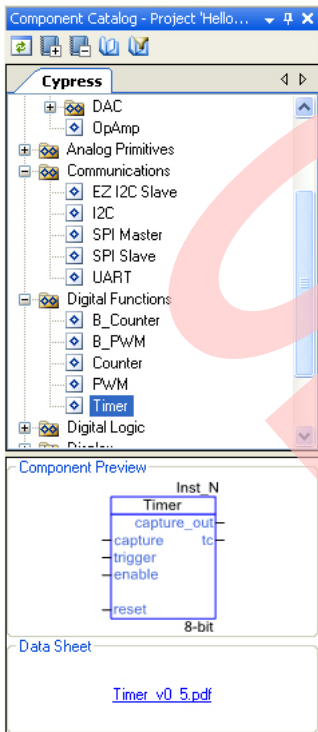 Component Catalog - Project 'Hello...
Cypress
DAC
OpAmp
Analog Primitives
Communications
EZ I2C Slave
I2C
SPI Master
SPI Slave
UART
Digital Functions
B_Counter
B_PWM
Counter
PWM
Timer
Digital Logic
Display
Component Preview
Inst_N
Timer
capture_out
capture tc
trigger
enable
reset
8-bit
Data Sheet
Timer_v0_5.pdf